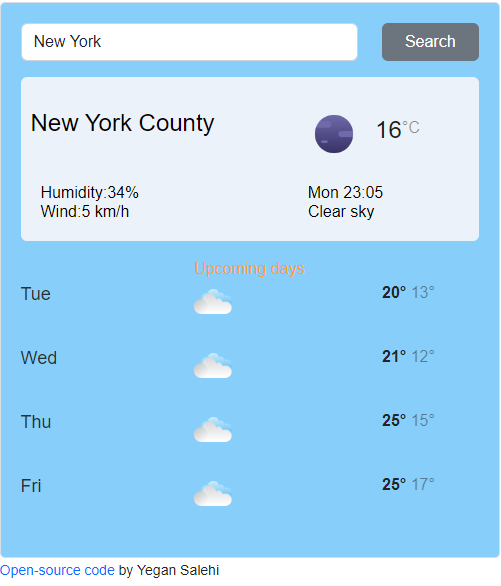 New York
Search
New York County
16°C
Humidity:34%
Mon 23:05
Wind:5 km/h
Clear sky
Upcoming days
Tue
20° 13°
Wed
21° 12°
Thu
25° 15°
Fri
25° 17°
Open-source code by Yegan Salehi